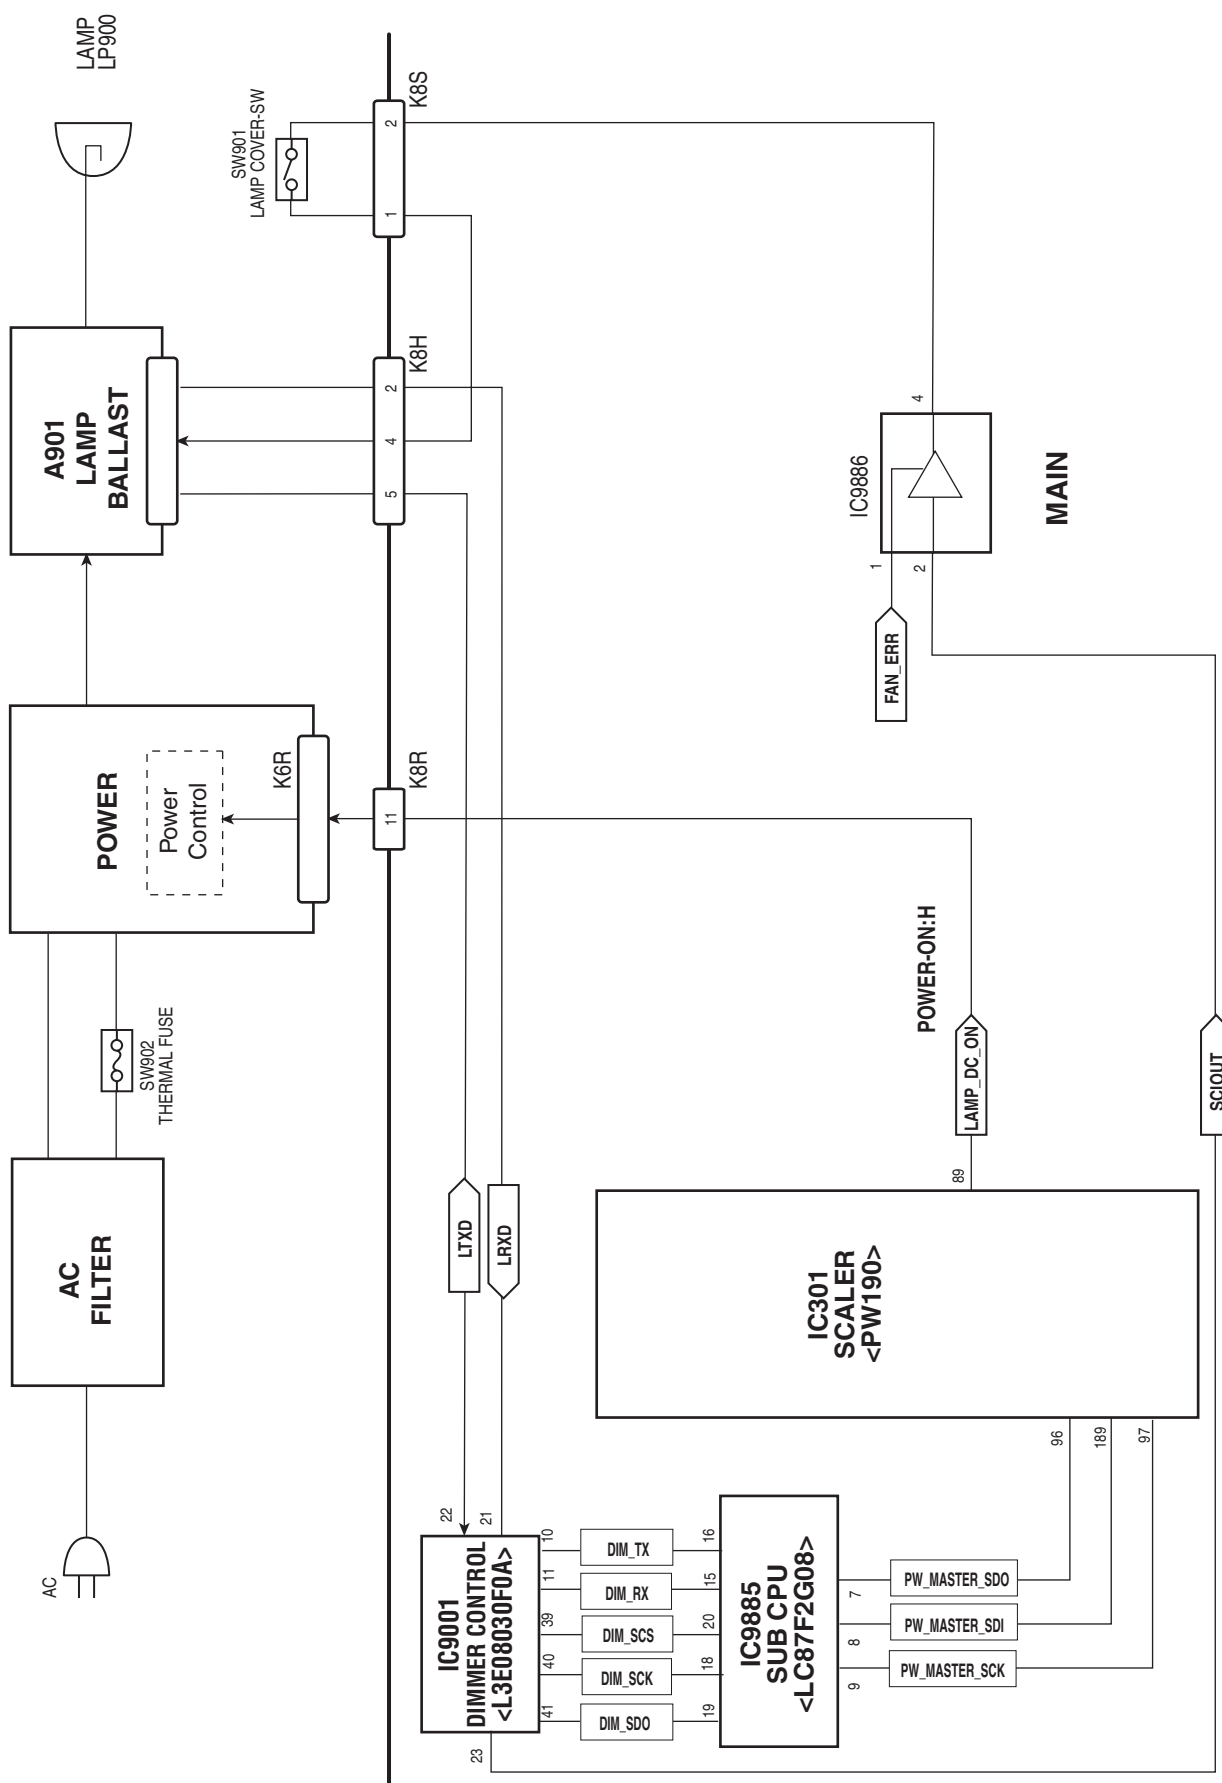 LAMP
LP900
SW901
LAMP COVER-SW
K8S
2
1
A901
LAMP
BALLAST
K8H
2
4
5
POWER
Power
Control
K6R
K8R
11
SW902
THERMAL FUSE
AC
FILTER
AC
IC9886
4
1
2
MAIN
FAN_ERR
POWER-ON:H
LAMP_DC_ON
SCIOUT
89
LTXD
LRXD
IC301
SCALER
<PW190>
96
189
97
22
21
IC9001
DIMMER CONTROL
<L3E08030F0A>
23
10
11
39
40
41
DIM_TX
DIM_RX
DIM_SCS
DIM_SCK
DIM_SDO
16
15
20
18
19
IC9885
SUB CPU
<LC87F2G08>
7
8
9
PW_MASTER_SDO
PW_MASTER_SDI
PW_MASTER_SCK